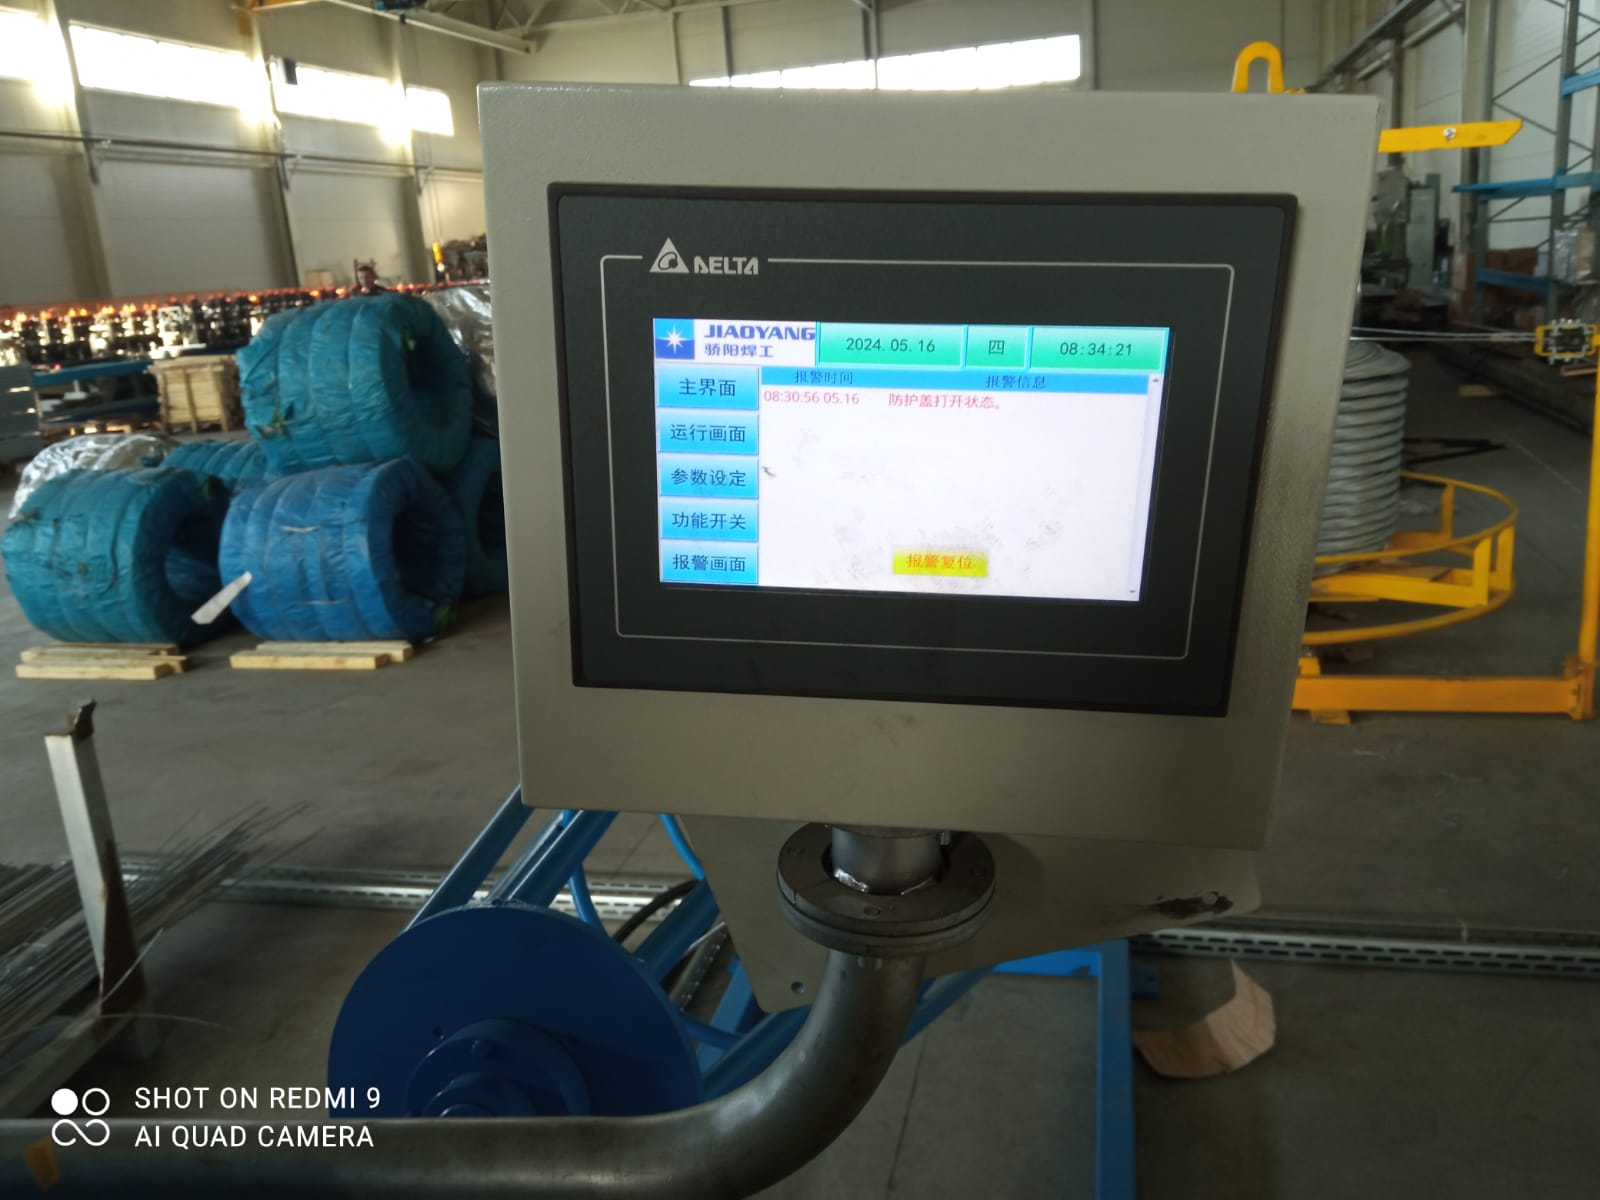 DELTA
JIAOYANG
骄阳焊工
2024.05.16
四
08:34:21
主界面
运行画面
参数设定
功能开关
报警画面
报警时间
报警信息
08:30:56 05.16
防护盖打开状态。
报警复位
SHOT ON REDMI 9
AI QUAD CAMERA